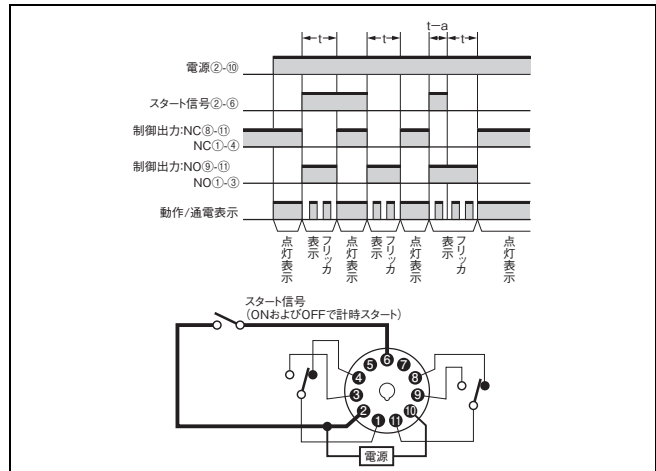 t−a
t t t
電源②-⑩
スタート信号②-⑥
制御出力:NC⑧-⑪
NC①-④
制御出力:NO⑨-⑪
NO①-③
動作/通電表示
点灯表示
フリッカ表示
点灯表示
フリッカ表示
点灯表示
フリッカ表示
点灯表示
スタート信号
(ONおよびOFFで計時スタート)
5 6 7
4 8
3 9
2 10
1 11
電源